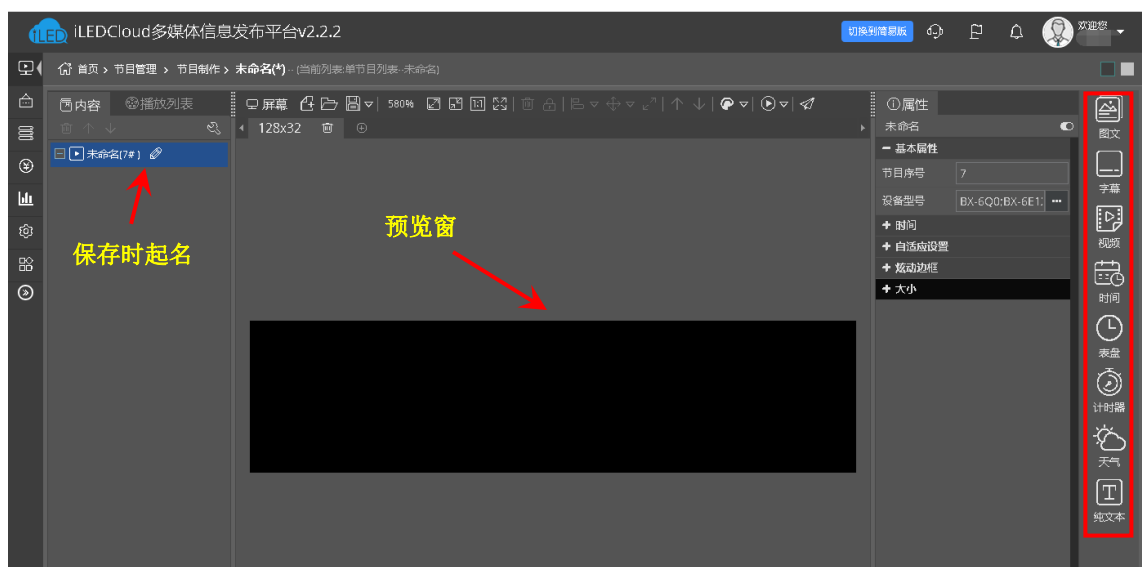 iLED iLEDCloud多媒体信息发布平台v2.2.2 切换到简易版 欢迎您
首页 > 节目管理 > 节目制作 > 未命名(*) -- (当前列表:单节目列表--未命名)
内容 播放列表 屏幕 580% 1:1 属性
128x32 未命名
未命名(7#)
基本属性
节目序号 7
设备型号 BX-6Q0;BX-6E1; ...
时间
自适应设置
炫动边框
大小
保存时起名
预览窗
图文
字幕
视频
时间
表盘
计时器
天气
T
纯文本